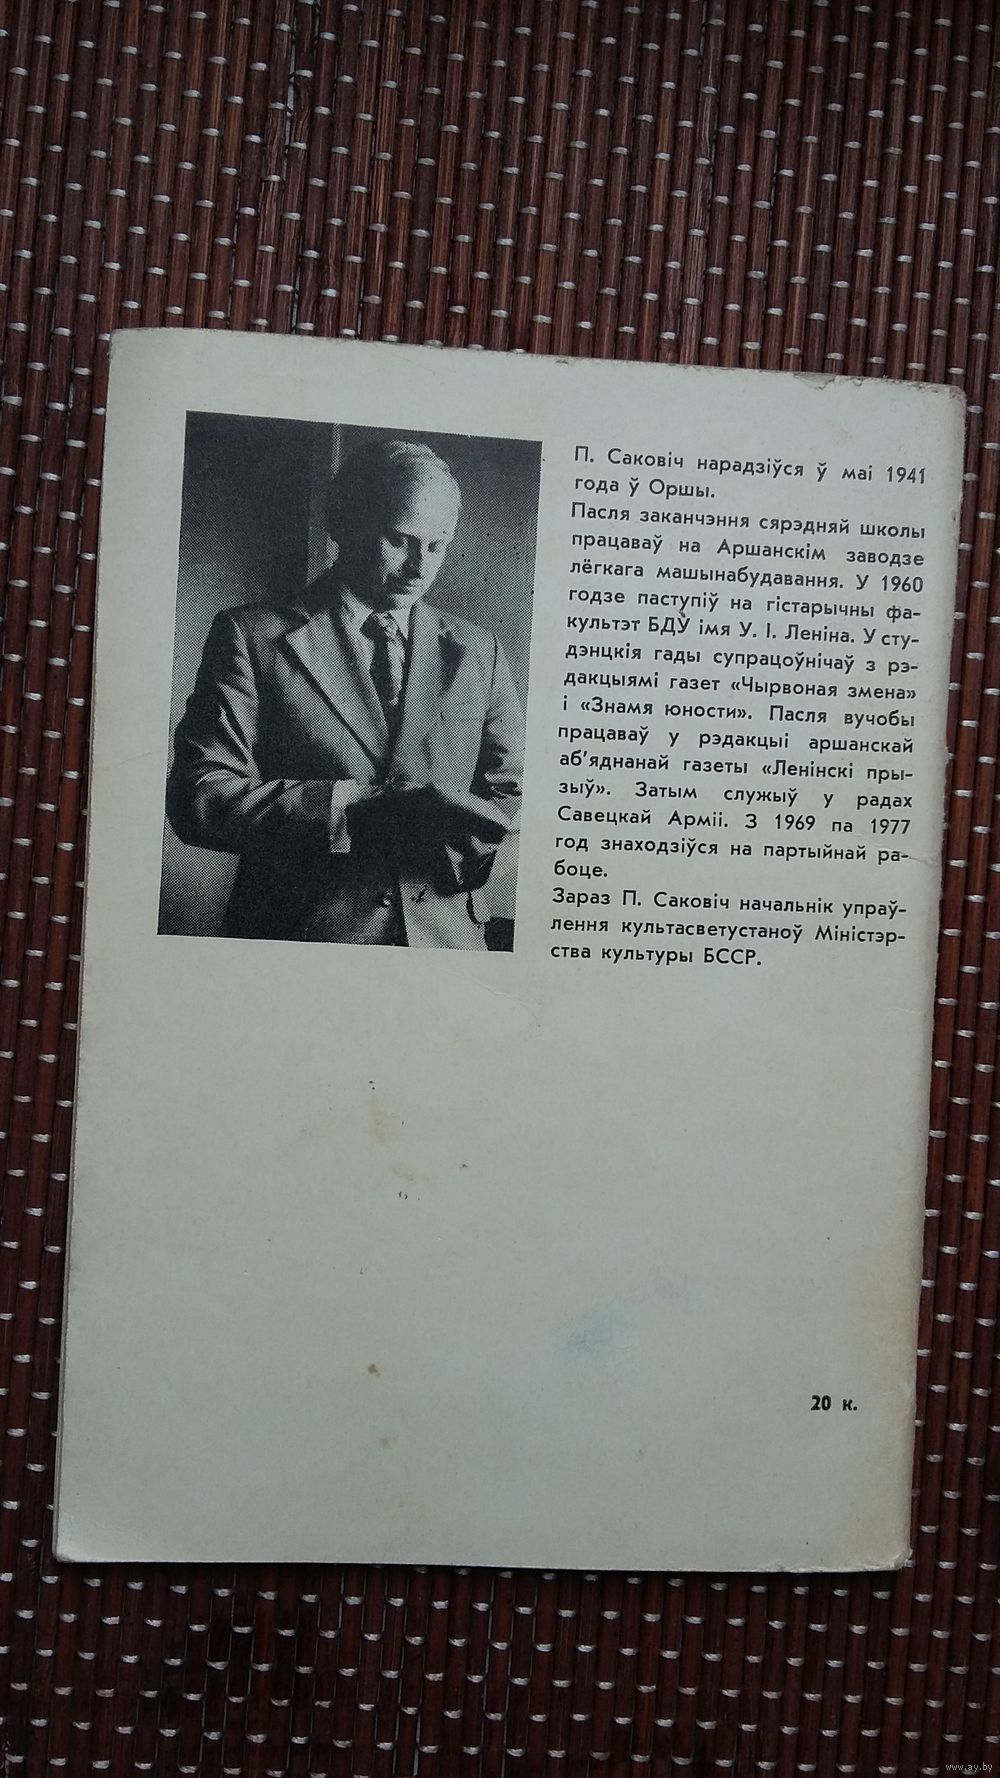 П. Саковіч нарадзіўся ў маі 1941
года ў Оршы.
Пасля заканчэння сярэдняй школы
працаваў на Аршанскім заводзе
лёгкага машынабудавання. У 1960
годзе паступіў на гістарычны фа-
культэт БДУ імя У. І. Леніна. У сту-
дэнцкія гады супрацоўнічаў з рэ-
дакцыямі газет «Чырвоная змена»
і «Знамя юности». Пасля вучобы
працаваў у рэдакцыі аршанскай
аб'яднанай газеты «Ленінскі пры-
зыў». Затым служыў у радах
Савецкай Арміі. З 1969 па 1977
год знаходзіўся на партыйнай ра-
боце.
Зараз П. Саковіч начальнік упраў-
лення культасветустаноў Міністэр-
ства культуры БССР.
20 к.
www.ay.by